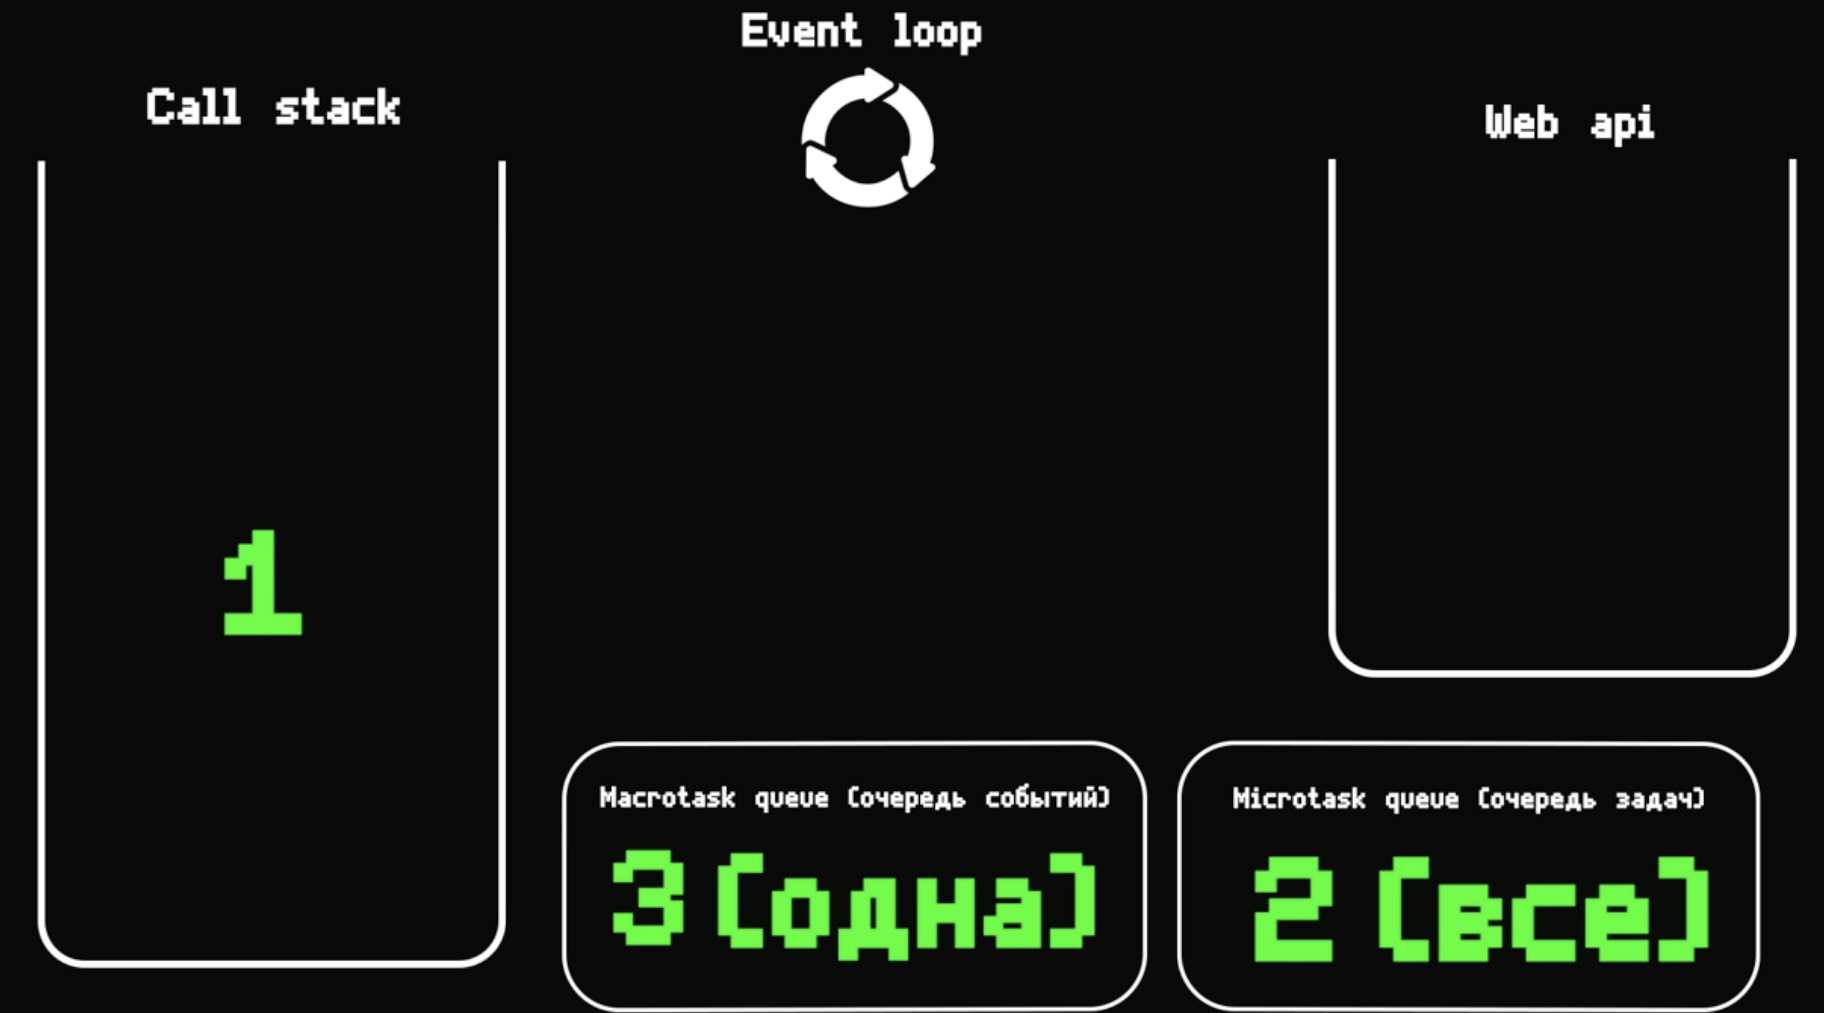 Event loop
Call stack
Web api
1
Macrotask queue (очередь событий)
3 (одна)
Microtask queue (очередь задач)
2 (все)